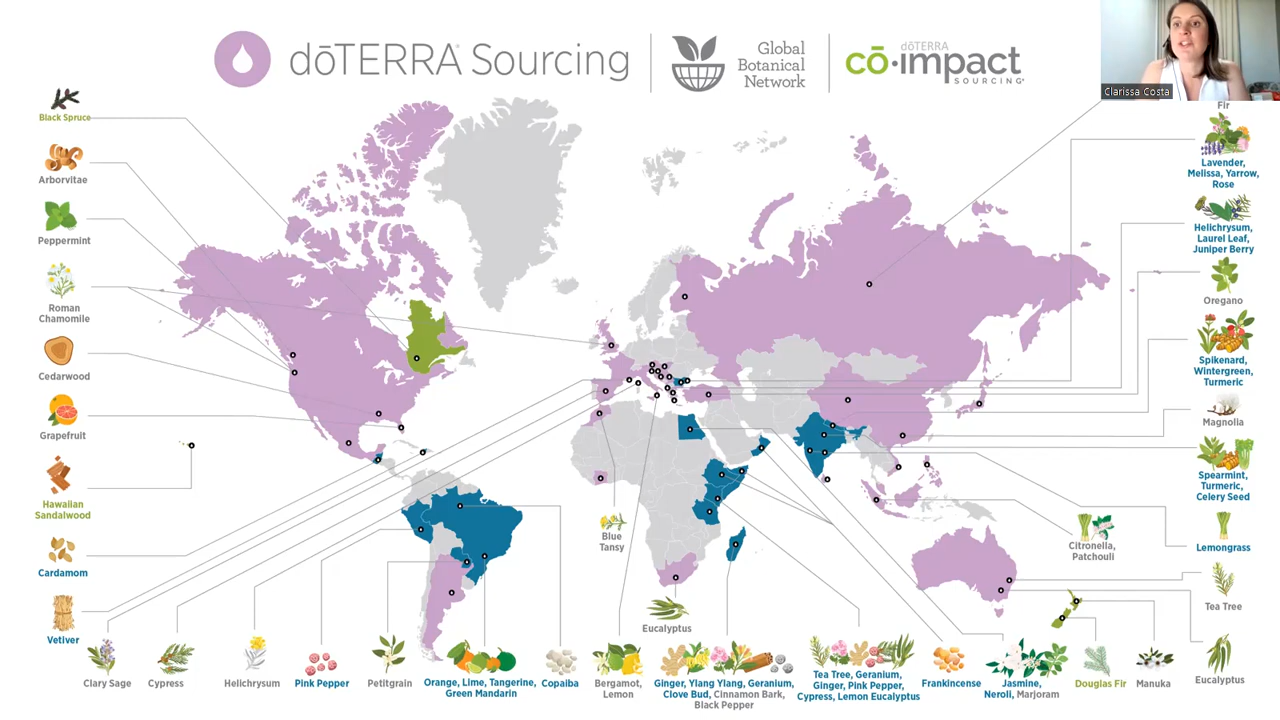 dōTERRA® Sourcing
Global
Botanical
Network
dōTERRA
cō•impact
SOURCING®
Clarissa Costa
Black Spruce
Arborvitae
Peppermint
Roman
Chamomile
Cedarwood
Grapefruit
Hawaiian
Sandalwood
Cardamom
Vetiver
Fir
Lavender,
Melissa, Yarrow,
Rose
Helichrysum,
Laurel Leaf,
Juniper Berry
Oregano
Spikenard,
Wintergreen,
Turmeric
Magnolia
Spearmint,
Turmeric,
Celery Seed
Lemongrass
Tea Tree
Eucalyptus
Blue
Tansy
Citronella,
Patchouli
Eucalyptus
Clary Sage
Cypress
Helichrysum
Pink Pepper
Petitgrain
Orange, Lime, Tangerine,
Green Mandarin
Copaiba
Bergamot,
Lemon
Ginger, Ylang Ylang, Geranium,
Clove Bud, Cinnamon Bark,
Black Pepper
Tea Tree, Geranium,
Ginger, Pink Pepper,
Cypress, Lemon Eucalyptus
Frankincense
Jasmine,
Neroli, Marjoram
Douglas Fir
Manuka